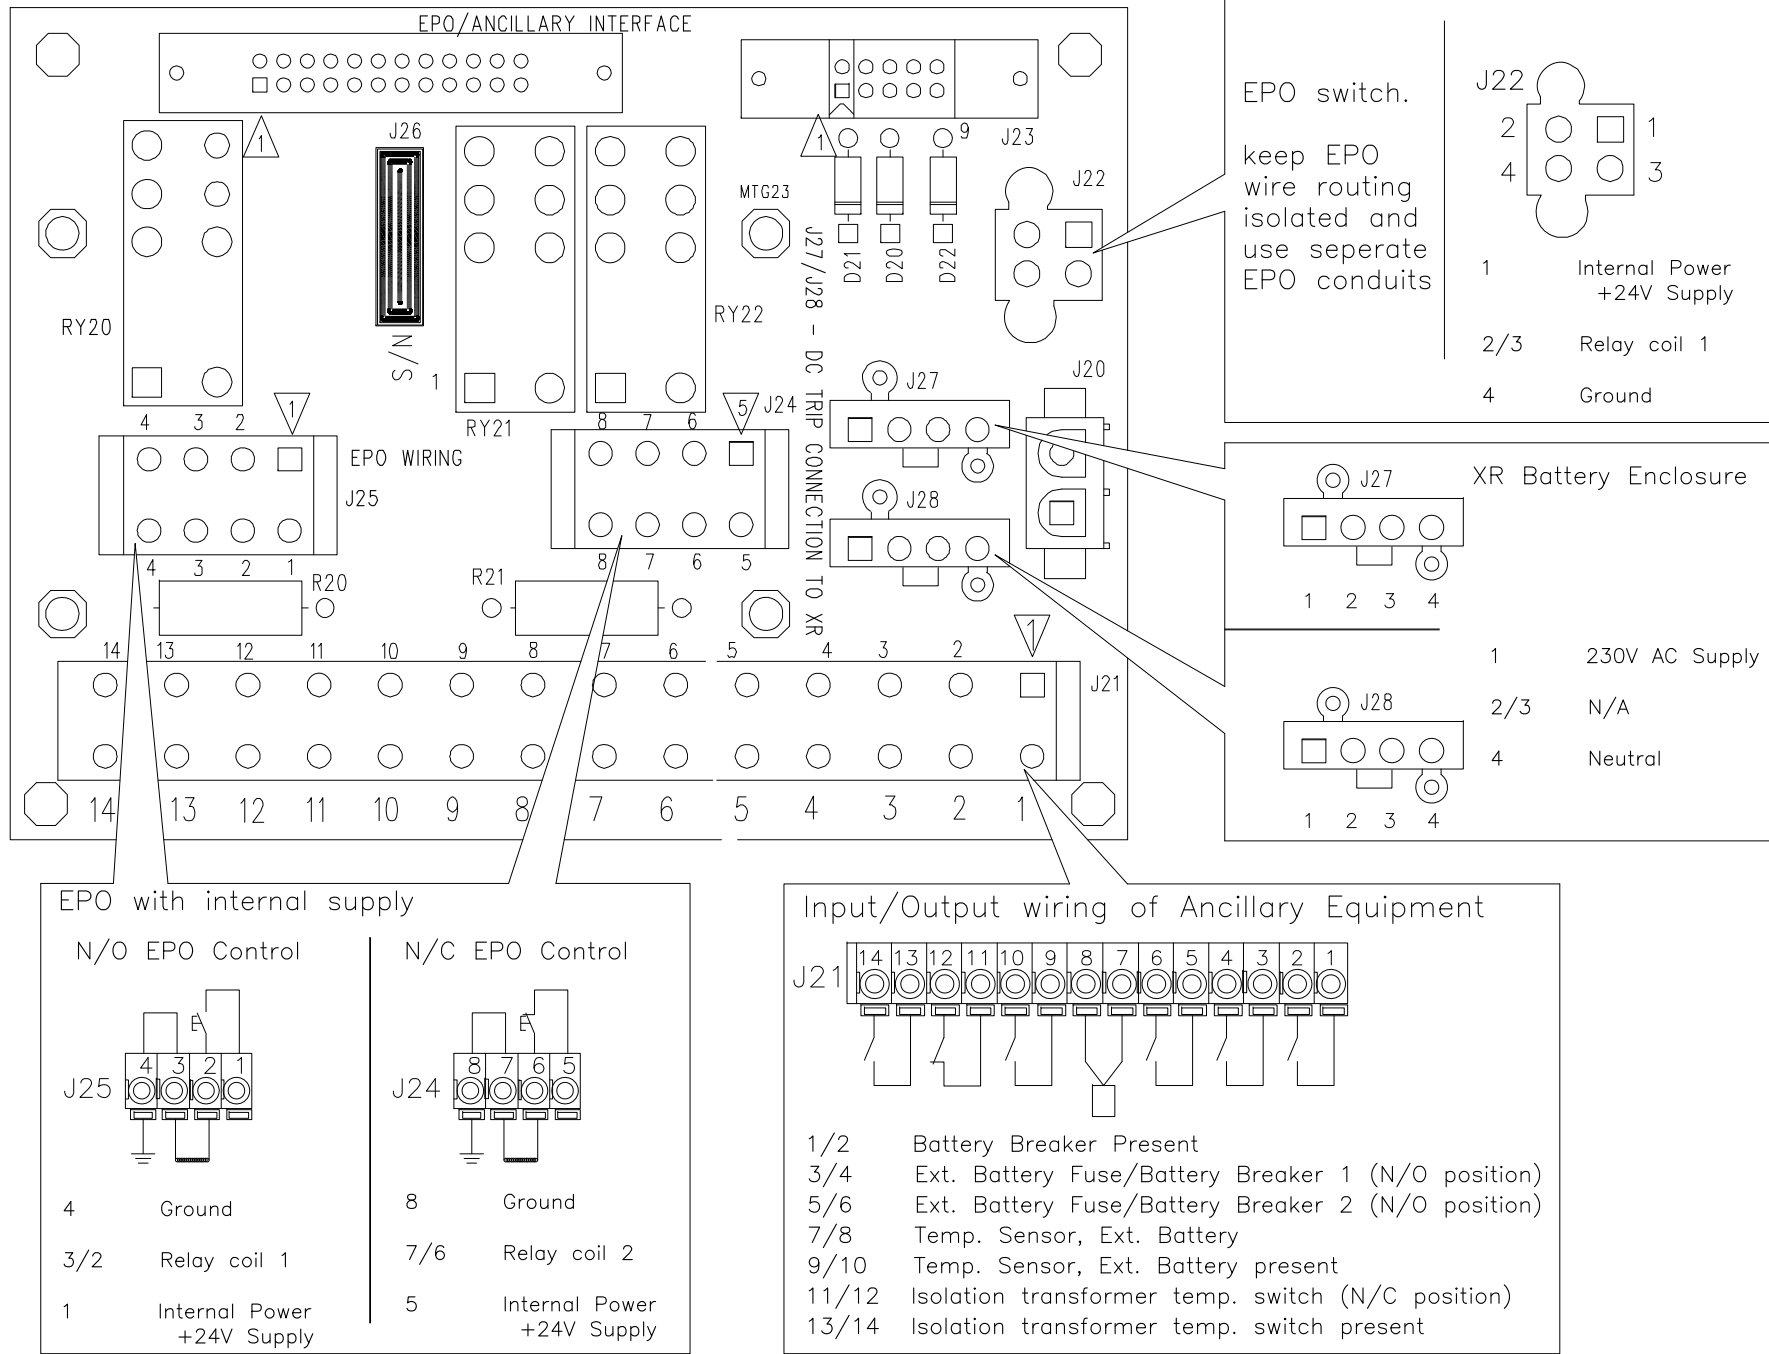 EPO/ANCILLARY INTERFACE
1
J26
1
9
J23
MTG23
J22
D21
D20
D22
RY20
N/S
1
RY21
RY22
J27/J28 - DC TRIP CONNECTION TO XR
J27
J20
4 3 2 1
8 7 6 5
J24
EPO WIRING
J25
J28
4 3 2 1
8 7 6 5
R20
R21
14 13 12 11 10 9 8 7 6 5 4 3 2 1
J21
14 13 12 11 10 9 8 7 6 5 4 3 2 1
EPO switch.
keep EPO
wire routing
isolated and
use seperate
EPO conduits
J22
2 1
4 3
1 Internal Power
+24V Supply
2/3 Relay coil 1
4 Ground
J27
XR Battery Enclosure
1 2 3 4
1 230V AC Supply
2/3 N/A
4 Neutral
J28
1 2 3 4
EPO with internal supply
N/O EPO Control
4 3 2 1
J25
4 Ground
3/2 Relay coil 1
1 Internal Power
+24V Supply
N/C EPO Control
8 7 6 5
J24
8 Ground
7/6 Relay coil 2
5 Internal Power
+24V Supply
Input/Output wiring of Ancillary Equipment
14 13 12 11 10 9 8 7 6 5 4 3 2 1
J21
1/2 Battery Breaker Present
3/4 Ext. Battery Fuse/Battery Breaker 1 (N/O position)
5/6 Ext. Battery Fuse/Battery Breaker 2 (N/O position)
7/8 Temp. Sensor, Ext. Battery
9/10 Temp. Sensor, Ext. Battery present
11/12 Isolation transformer temp. switch (N/C position)
13/14 Isolation transformer temp. switch present